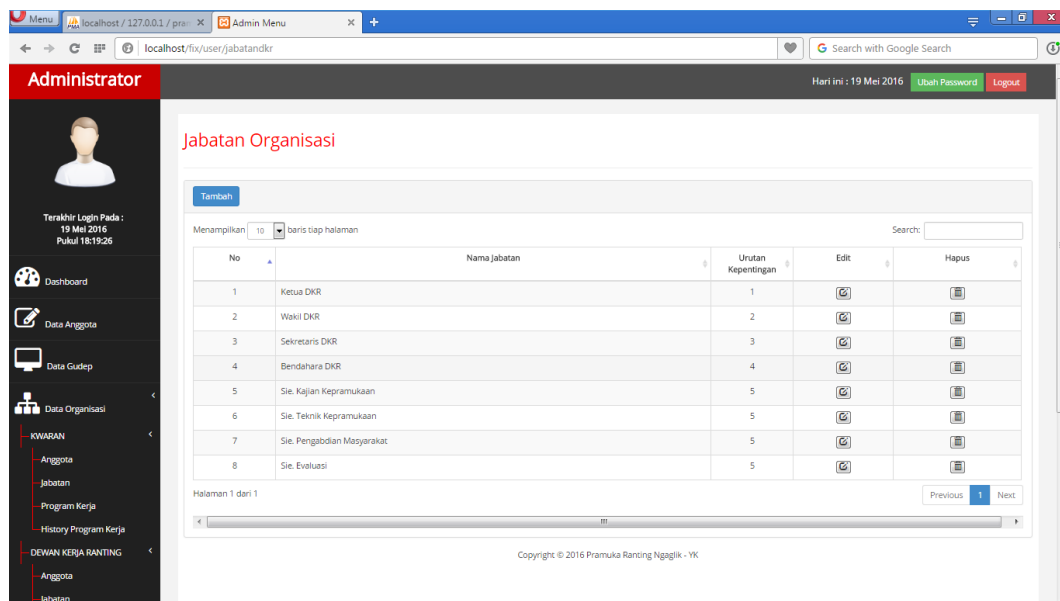 Menu
localhost / 127.0.0.1 / pram
Admin Menu
localhost/fix/user/jabatandkr
Search with Google Search
Administrator
Hari ini : 19 Mei 2016
Ubah Password
Logout
Terakhir Login Pada :
19 Mei 2016
Pukul 18:19:26
Dashboard
Data Anggota
Data Gudep
Data Organisasi
KWARAN
Anggota
Jabatan
Program Kerja
History Program Kerja
DEWAN KERJA RANTING
Anggota
Jabatan
Jabatan Organisasi
Tambah
Menampilkan 10 baris tiap halaman
Search:
No Nama Jabatan Urutan Kepentingan Edit Hapus
1 Ketua DKR 1
2 Wakil DKR 2
3 Sekretaris DKR 3
4 Bendahara DKR 4
5 Sie. Kajian Kepramukaan 5
6 Sie. Teknik Kepramukaan 5
7 Sie. Pengabdian Masyarakat 5
8 Sie. Evaluasi 5
Halaman 1 dari 1
Previous 1 Next
Copyright © 2016 Pramuka Ranting Ngaglik - YK